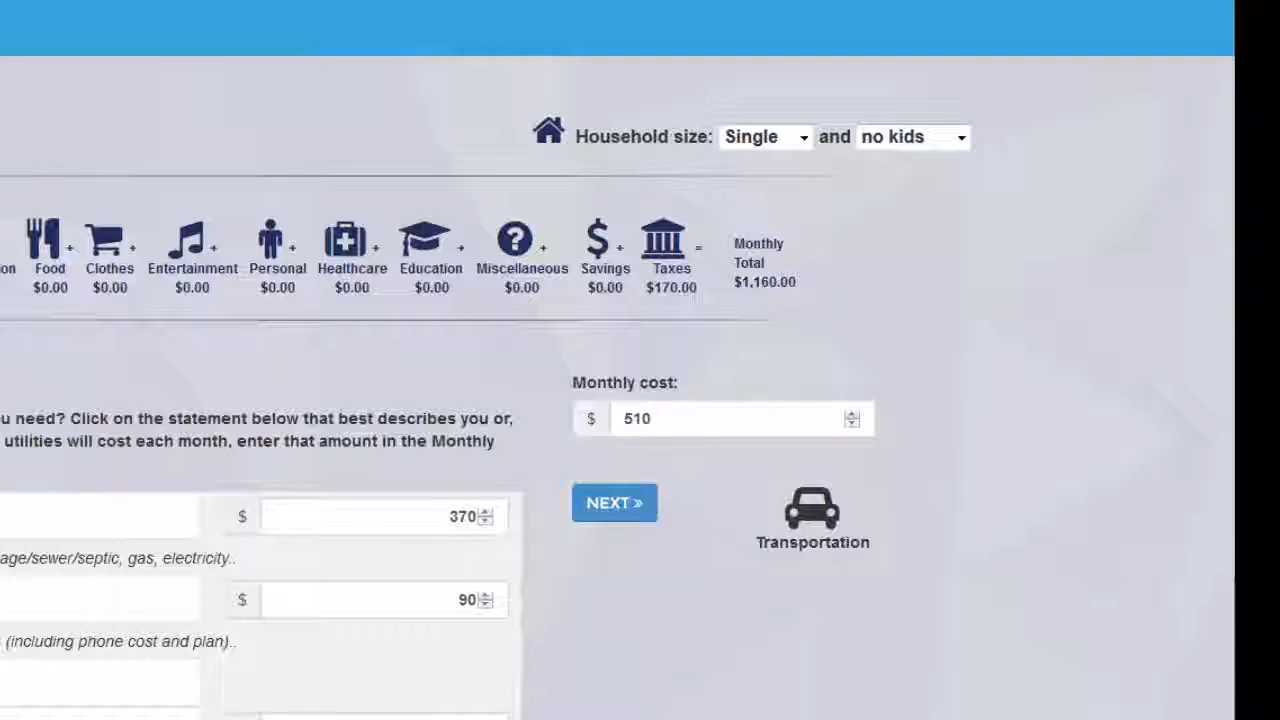 Household size: Single and no kids
on Food + Clothes + Entertainment + Personal + Healthcare + Education + Miscellaneous + Savings + Taxes = Monthly Total
$0.00 $0.00 $0.00 $0.00 $0.00 $0.00 $0.00 $0.00 $170.00 $1,160.00
Monthly cost:
$ 510
u need? Click on the statement below that best describes you or,
utilities will cost each month, enter that amount in the Monthly
NEXT »
Transportation
$ 370
age/sewer/septic, gas, electricity..
$ 90
(including phone cost and plan)..